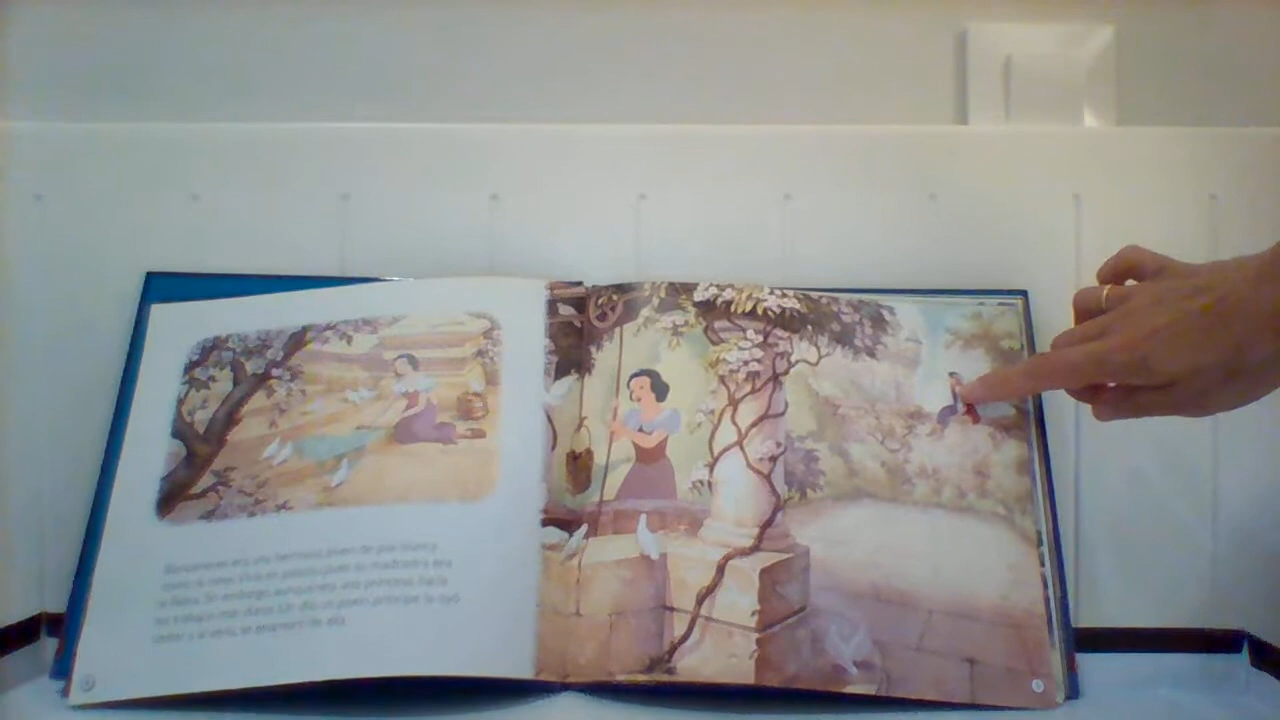 Blancanieves era una hermosa joven de piel blanca
como la nieve. Vivía en palacio, pues su madrastra era
la Reina. Sin embargo, aunque era una princesa, hacía
los trabajos más duros. Un día, un joven príncipe la oyó
cantar y, al verla, se enamoró de ella.